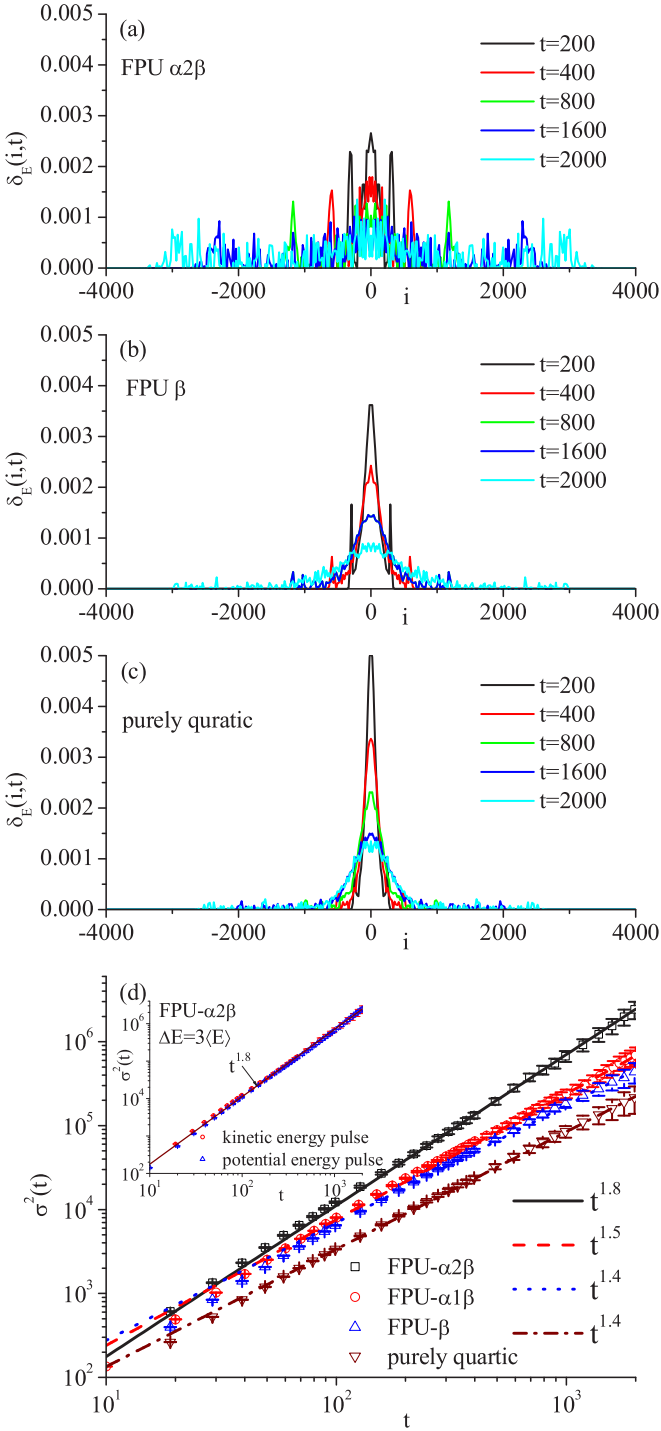 (a)
FPU α2β
t=200
t=400
t=800
t=1600
t=2000
0.005
0.004
0.003
0.002
0.001
0.000
δE(i,t)
-4000 -2000 0 2000 4000
i
(b)
FPU β
t=200
t=400
t=800
t=1600
t=2000
0.005
0.004
0.003
0.002
0.001
0.000
δE(i,t)
-4000 -2000 0 2000 4000
i
(c)
purely quratic
t=200
t=400
t=800
t=1600
t=2000
0.005
0.004
0.003
0.002
0.001
0.000
δE(i,t)
-4000 -2000 0 2000 4000
i
(d)
FPU-α2β
ΔE=3⟨E⟩
t^1.8
kinetic energy pulse
potential energy pulse
10^6
10^4
10^2
σ^2(t)
10 10^2 10^3
t
10^6
10^5
10^4
10^3
10^2
σ^2(t)
FPU-α2β
FPU-α1β
FPU-β
purely quartic
t^1.8
t^1.5
t^1.4
t^1.4
10^1 10^2 10^3
t